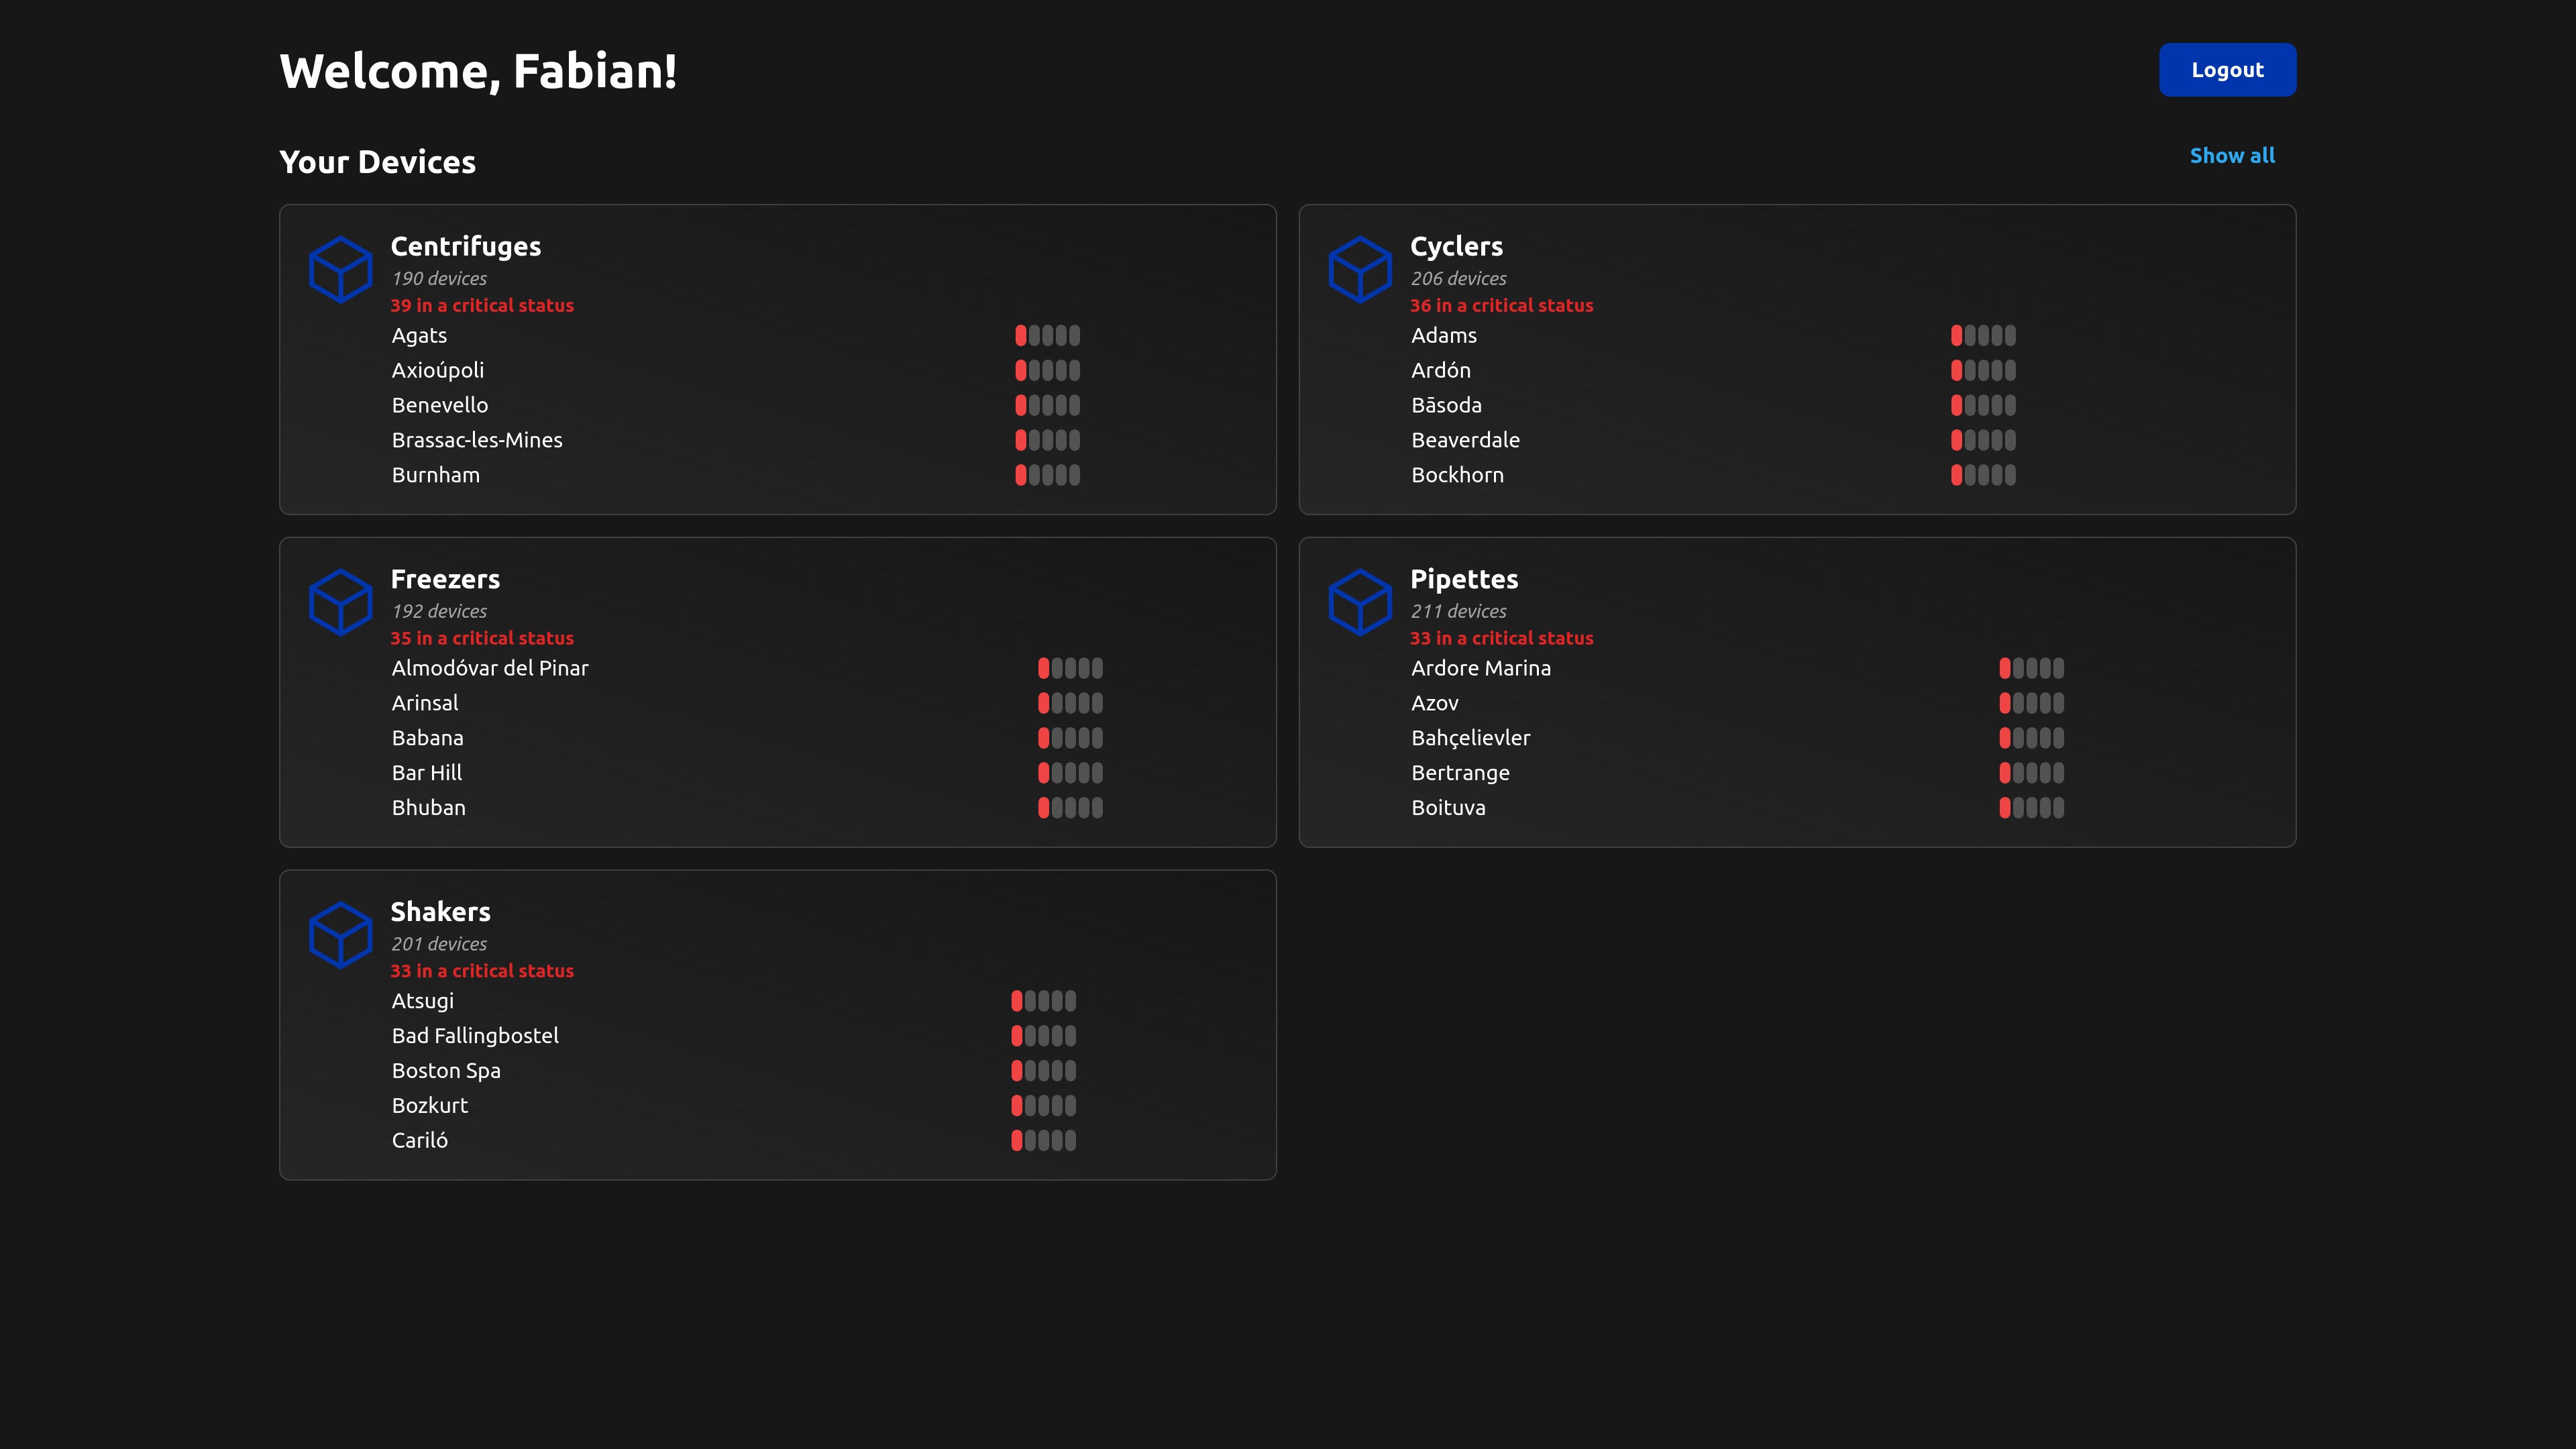 Welcome, Fabian!
Logout
Your Devices
Show all
Centrifuges
190 devices
39 in a critical status
Agats
Axioúpoli
Benevello
Brassac-les-Mines
Burnham
Cyclers
206 devices
36 in a critical status
Adams
Ardón
Bāsoda
Beaverdale
Bockhorn
Freezers
192 devices
35 in a critical status
Almodóvar del Pinar
Arinsal
Babana
Bar Hill
Bhuban
Pipettes
211 devices
33 in a critical status
Ardore Marina
Azov
Bahçelievler
Bertrange
Boituva
Shakers
201 devices
33 in a critical status
Atsugi
Bad Fallingbostel
Boston Spa
Bozkurt
Cariló